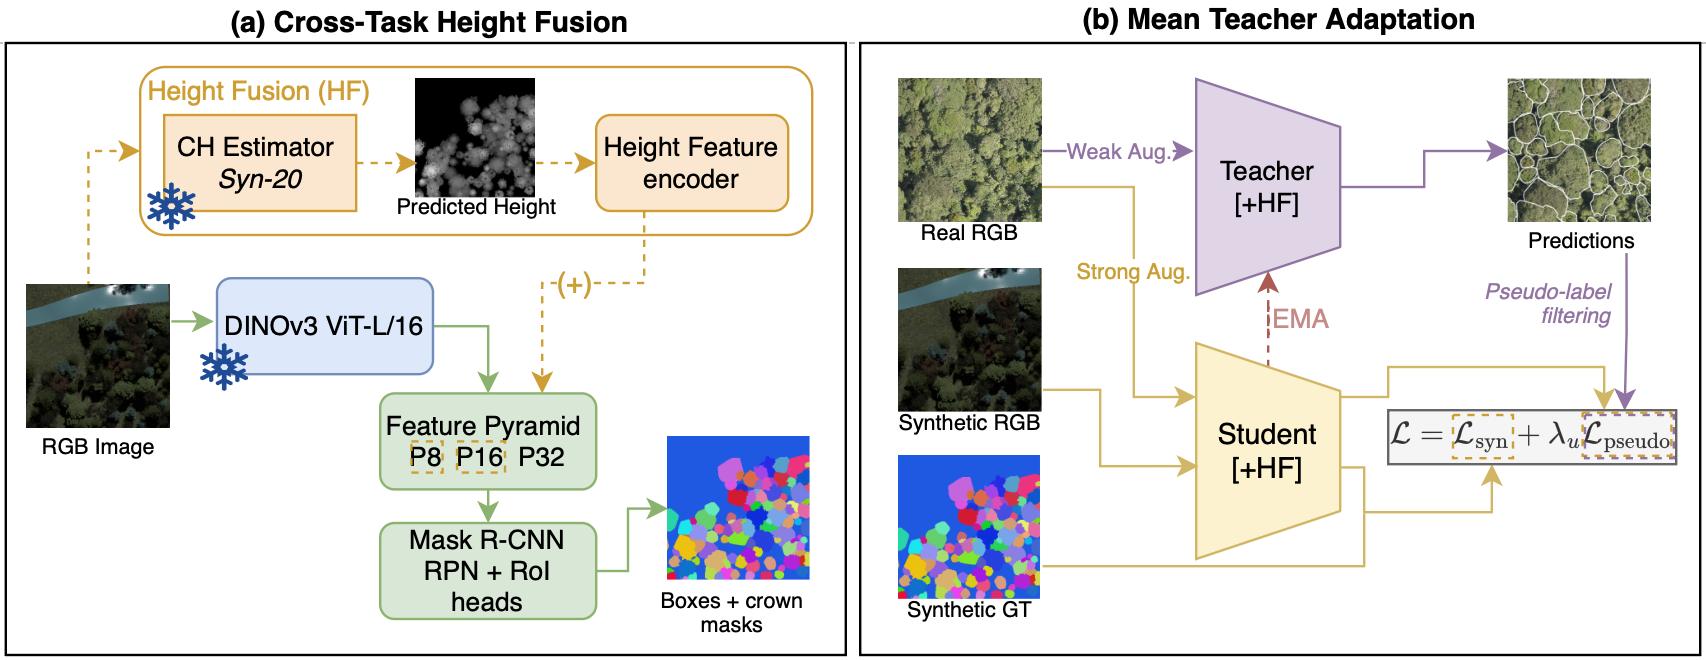 (a) Cross-Task Height Fusion
Height Fusion (HF)
CH Estimator
Syn-20
Predicted Height
Height Feature
encoder
(+)
RGB Image
DINOv3 ViT-L/16
Feature Pyramid
P8 P16 P32
Mask R-CNN
RPN + RoI
heads
Boxes + crown
masks
(b) Mean Teacher Adaptation
Real RGB
Weak Aug.
Teacher
[+HF]
Predictions
Strong Aug.
Synthetic RGB
EMA
Pseudo-label
filtering
Student
[+HF]
ℒ = ℒsyn + λuℒpseudo
Synthetic GT